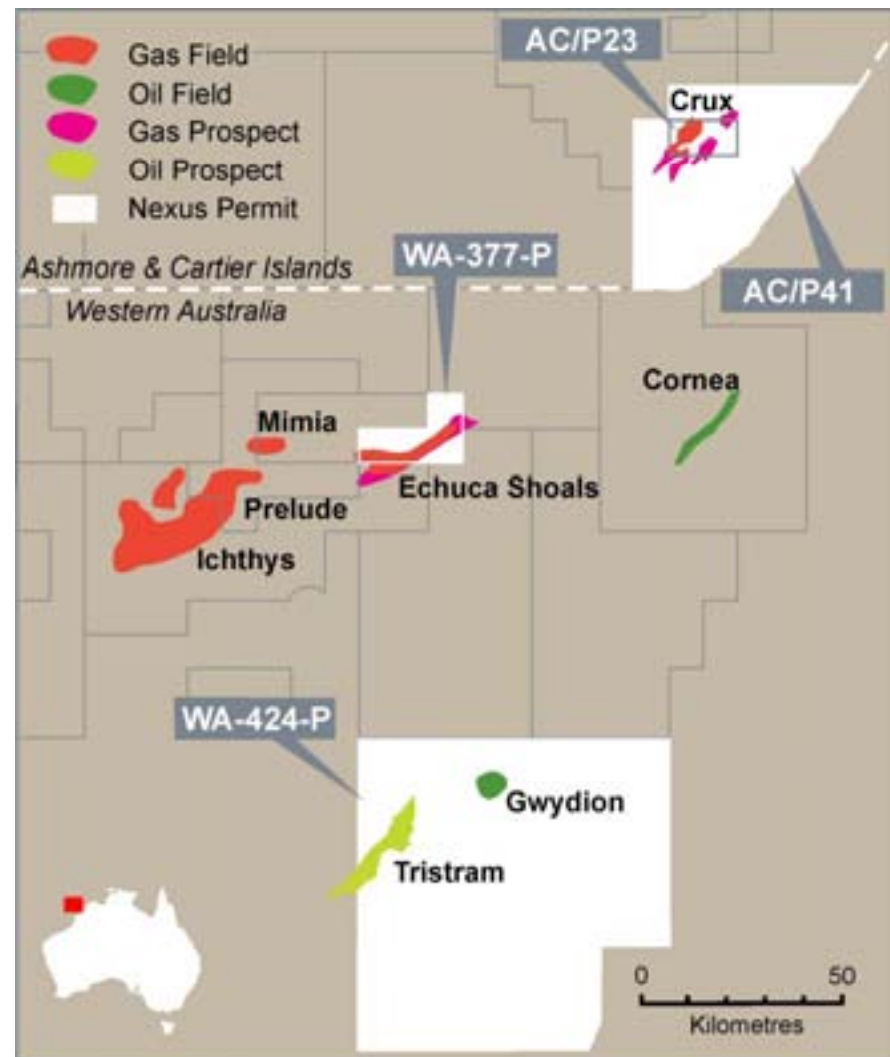 Gas Field
Oil Field
Gas Prospect
Oil Prospect
Nexus Permit
AC/P23
Crux
Ashmore & Cartier Islands
Western Australia
WA-377-P
AC/P41
Cornea
Mimia
Echuca Shoals
Prelude
Ichthys
WA-424-P
Gwydion
Tristram
0 50
Kilometres